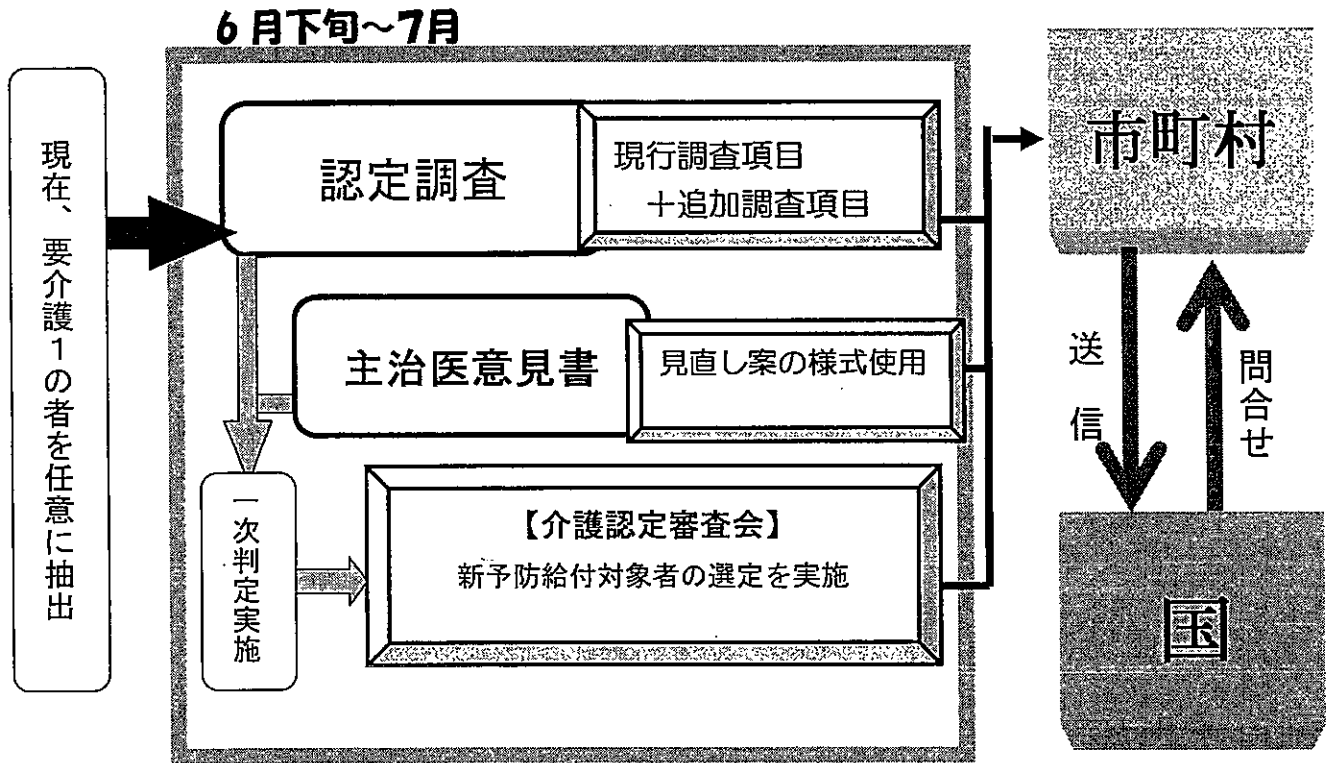 6月下旬~7月
現在、要介護1の者を任意に抽出
認定調査
現行調査項目
+追加調査項目
主治医意見書
見直し案の様式使用
一次判定実施
【介護認定審査会】
新予防給付対象者の選定を実施
市町村
送信
問合せ
国